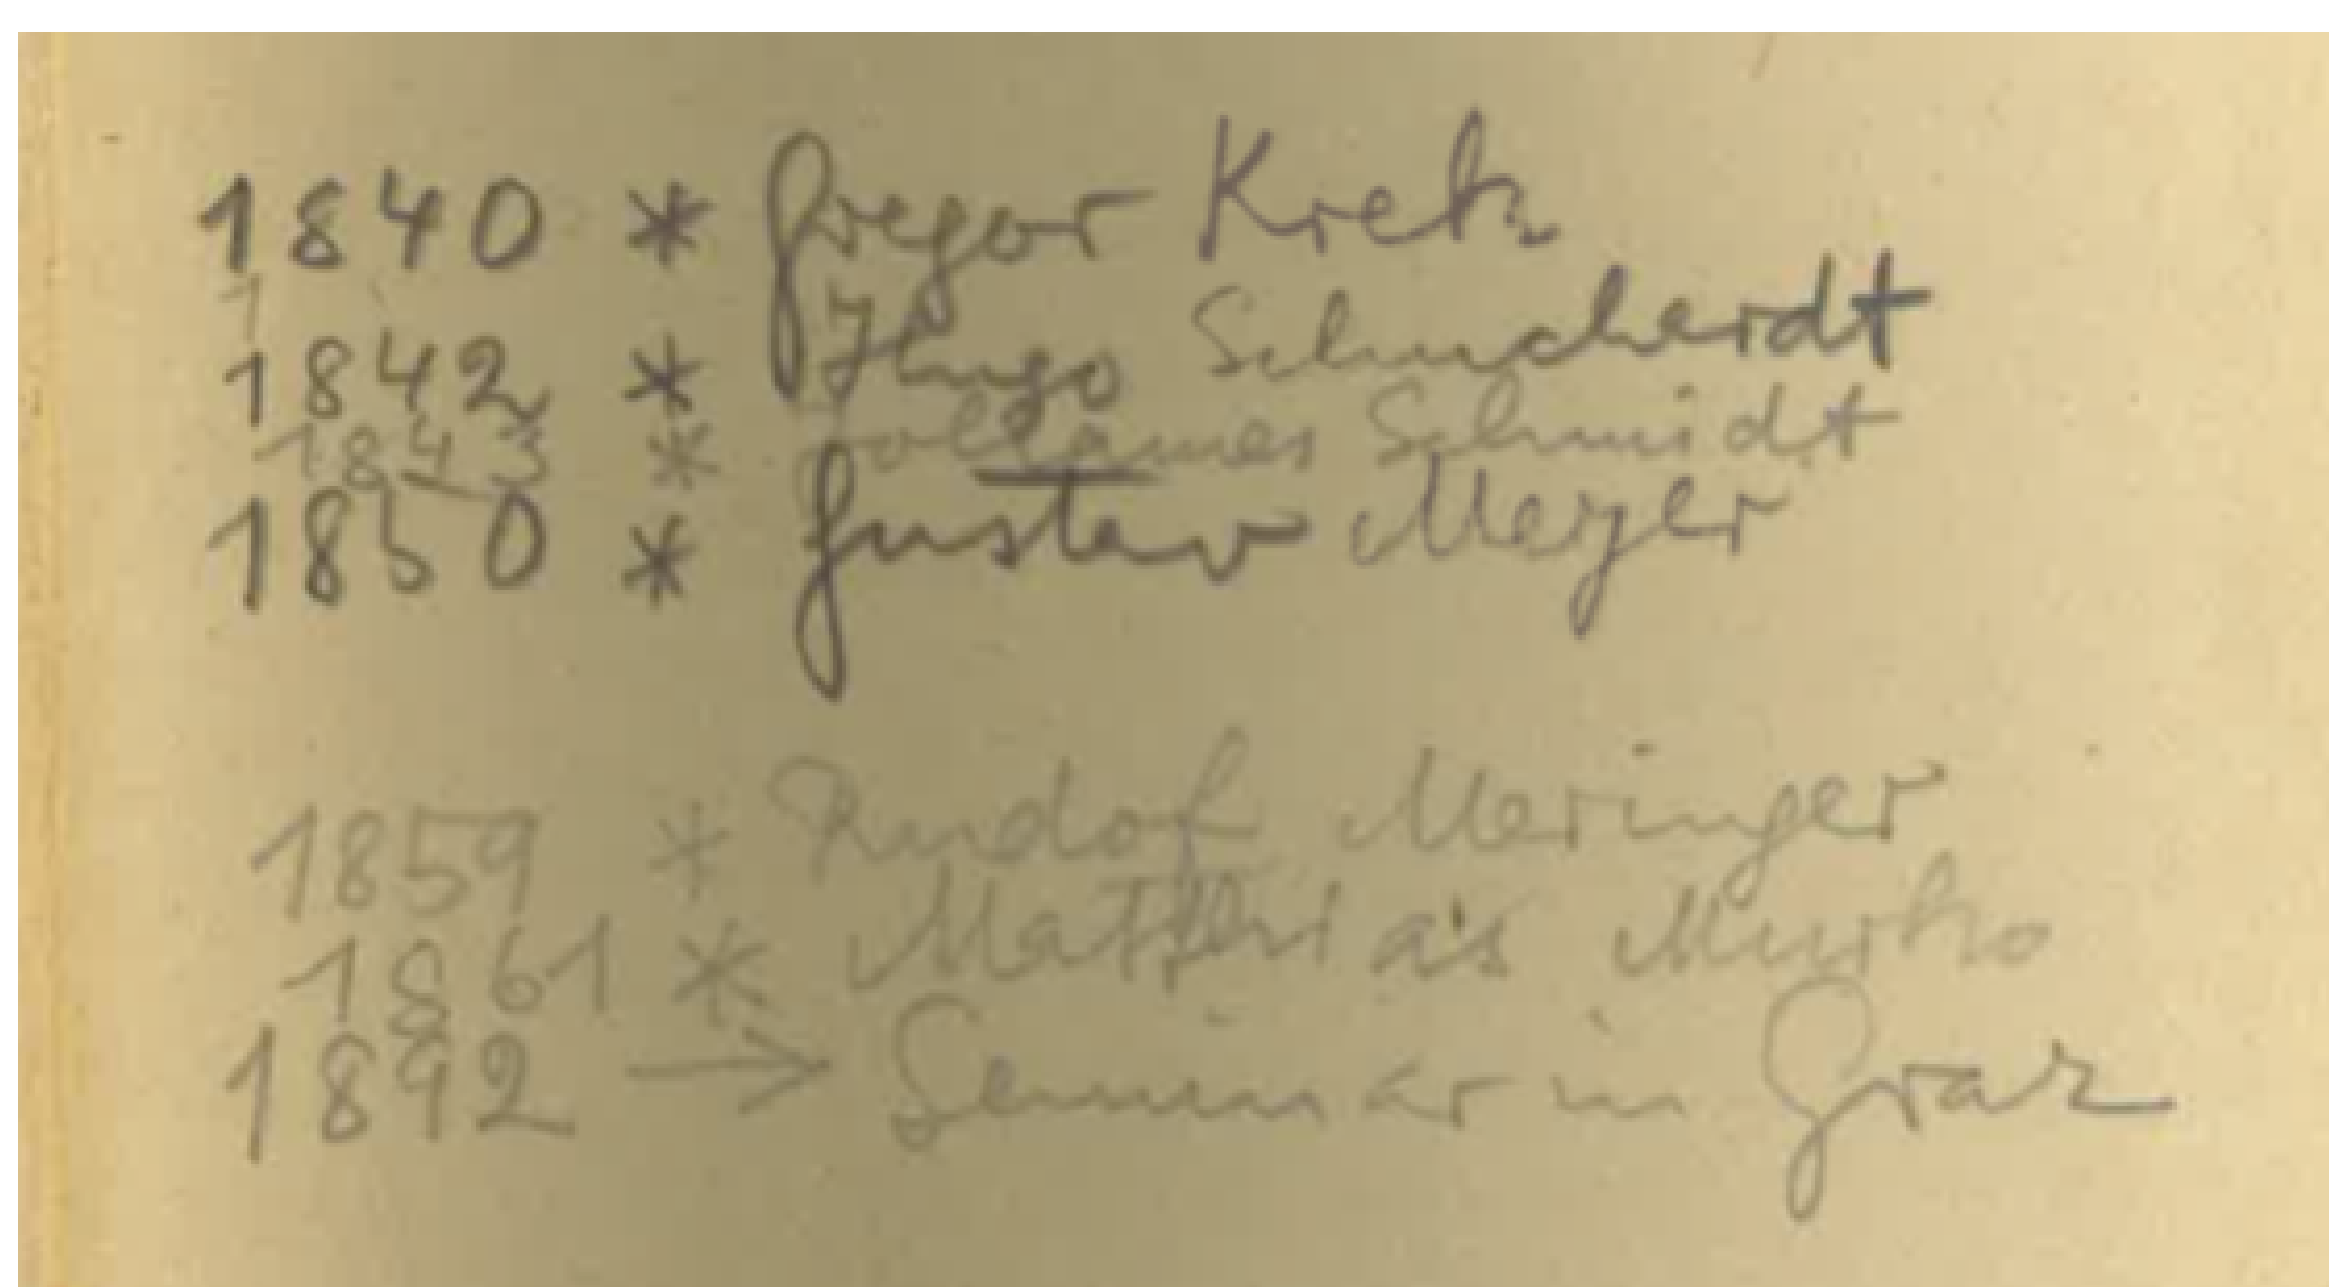 1840 * Gregor Krek
1
1842 * Hugo Schuchardt
1843 * Johannes Schmidt
1850 * Gustav Meyer
1859 * Rudolf Meringer
1861 * Matthias Murko
1892 → Seminar in Graz